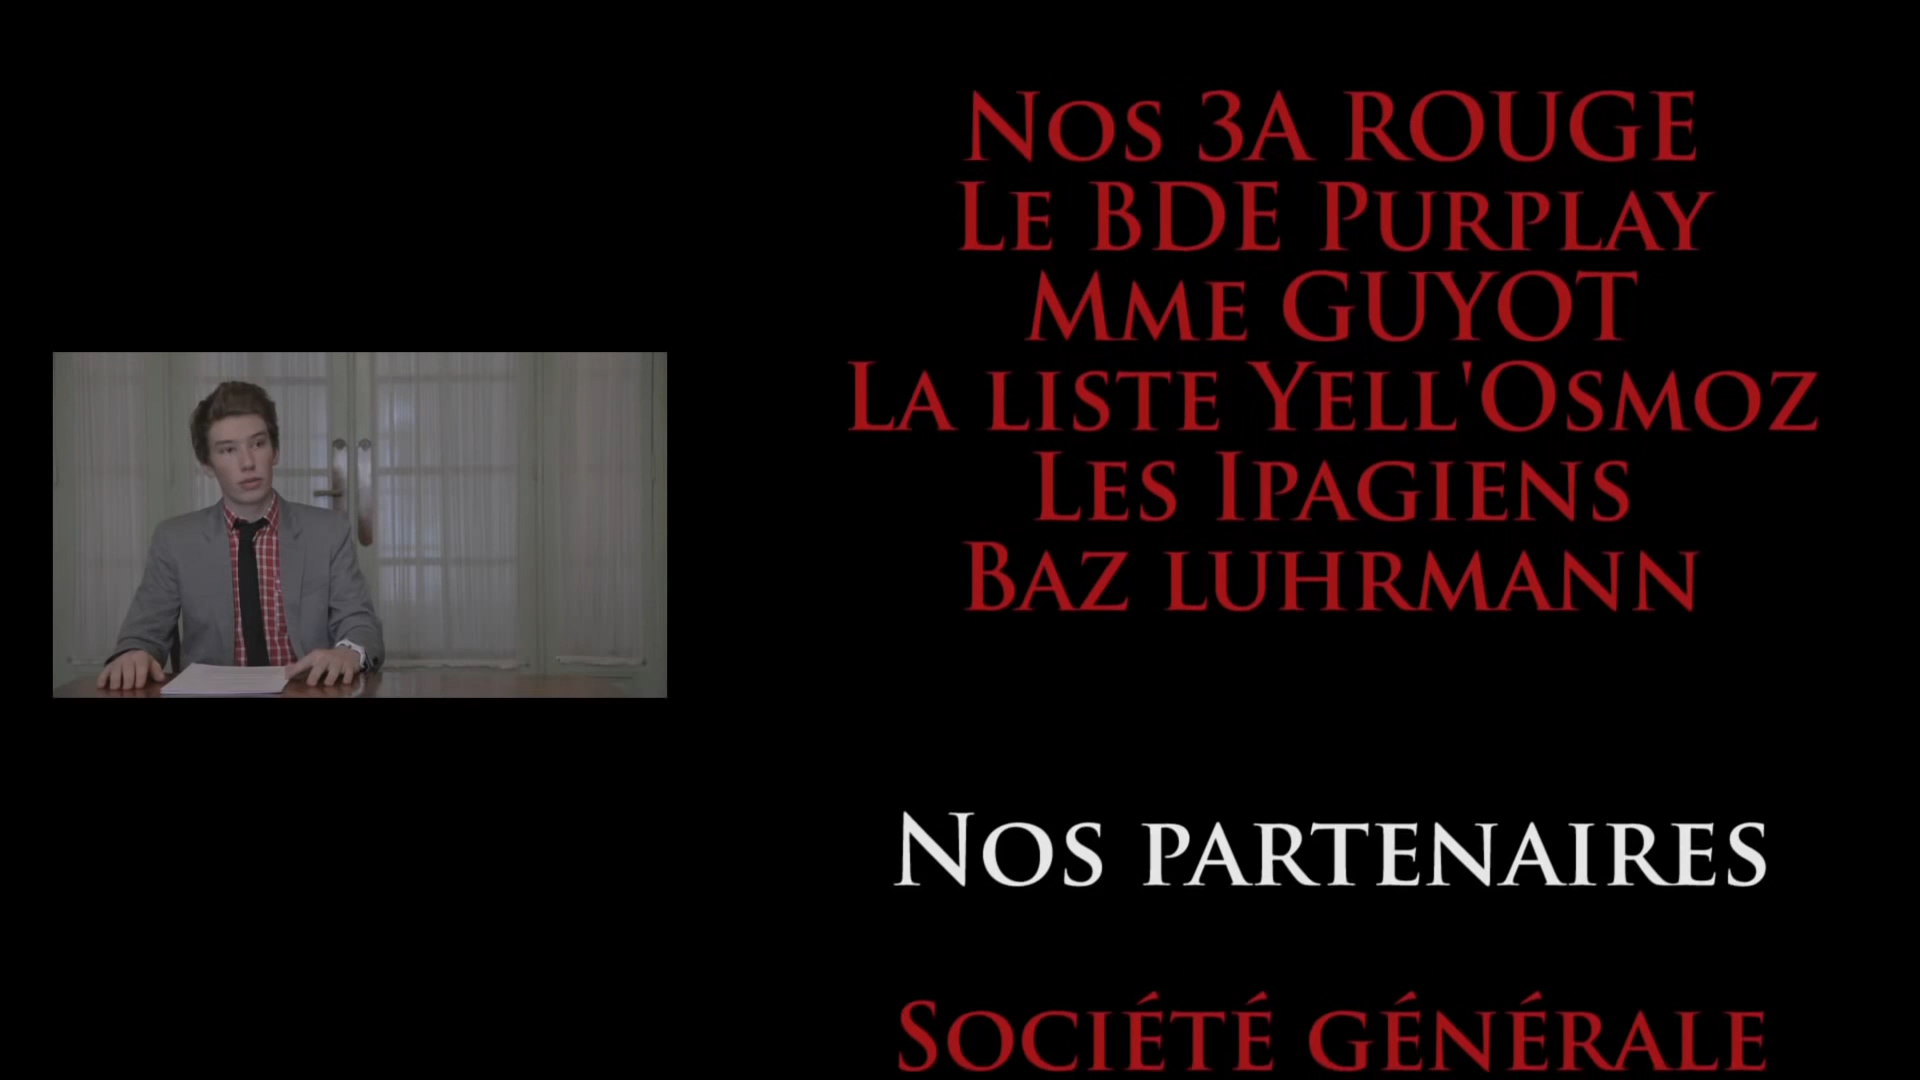 Nos 3A ROUGE
Le BDE Purplay
Mme GUYOT
La liste Yell'Osmoz
Les Ipagiens
Baz luhrmann
Nos partenaires
Société générale